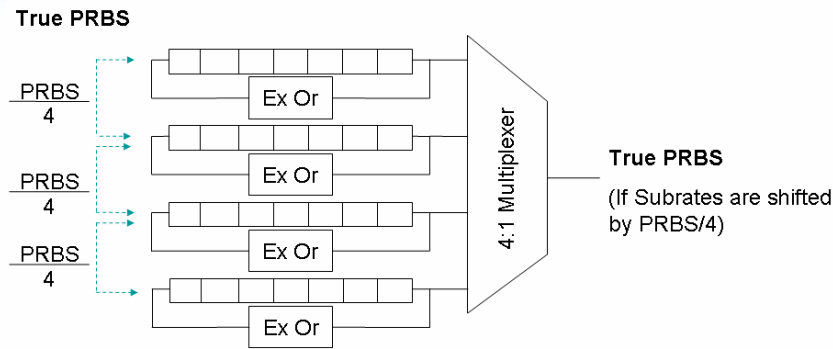 True PRBS
PRBS
4
PRBS
4
PRBS
4
Ex Or
Ex Or
Ex Or
Ex Or
4:1 Multiplexer
True PRBS
(If Subrates are shifted
by PRBS/4)